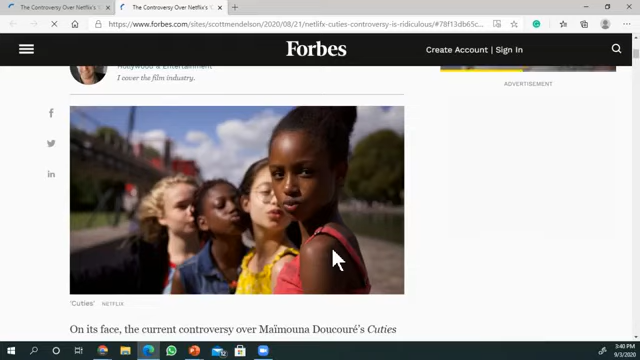 The Controversy Over Netflix's C
The Controversy Over Netflix's C
https://www.forbes.com/sites/scottmendelson/2020/08/21/netlifx-cuties-controversy-is-ridiculous/#78f13db65c...
Forbes
Create Account | Sign In
Hollywood & Entertainment
I cover the film industry.
ADVERTISEMENT
'Cuties' NETFLIX
On its face, the current controversy over Maïmouna Doucouré's Cuties
3:40 PM
9/3/2020